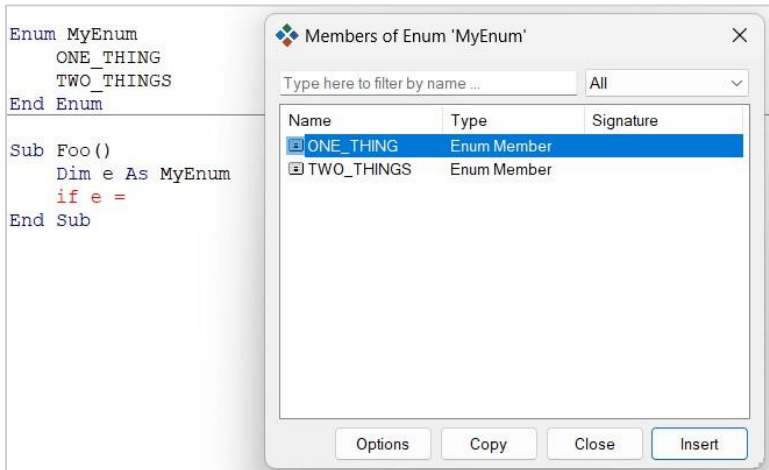 Enum MyEnum
ONE_THING
TWO_THINGS
End Enum
Sub Foo()
Dim e As MyEnum
if e =
End Sub
Members of Enum 'MyEnum'
Type here to filter by name ...
All
Name Type Signature
ONE_THING Enum Member
TWO_THINGS Enum Member
Options Copy Close Insert